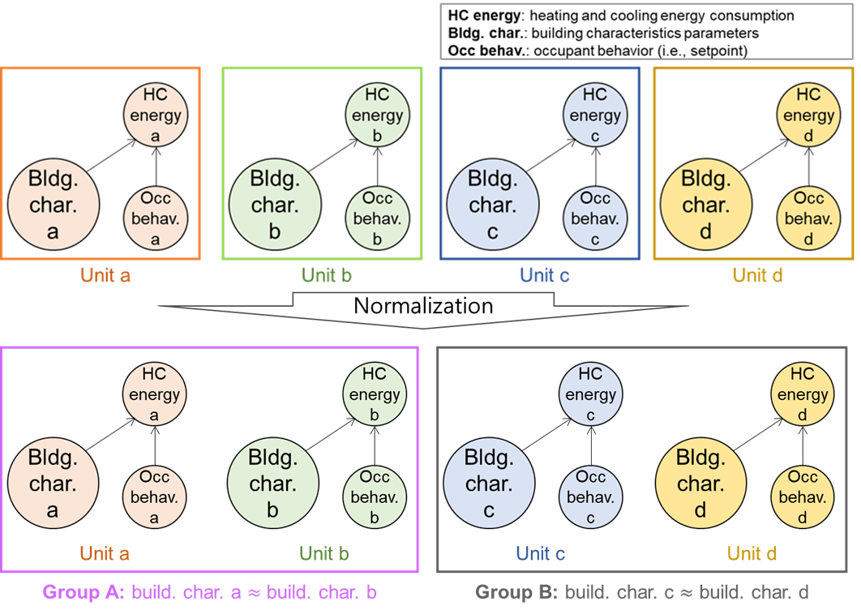 HC energy: heating and cooling energy consumption
Bldg. char.: building characteristics parameters
Occ behav.: occupant behavior (i.e., setpoint)
HC
energy
a
Bldg.
char.
a
Occ
behav.
a
Unit a
HC
energy
b
Bldg.
char.
b
Occ
behav.
b
Unit b
HC
energy
c
Bldg.
char.
c
Occ
behav.
c
Unit c
HC
energy
d
Bldg.
char.
d
Occ
behav.
d
Unit d
Normalization
HC
energy
a
Bldg.
char.
a
Occ
behav.
a
Unit a
HC
energy
b
Bldg.
char.
b
Occ
behav.
b
Unit b
Group A: build. char. a ≈ build. char. b
HC
energy
c
Bldg.
char.
c
Occ
behav.
c
Unit c
HC
energy
d
Bldg.
char.
d
Occ
behav.
d
Unit d
Group B: build. char. c ≈ build. char. d